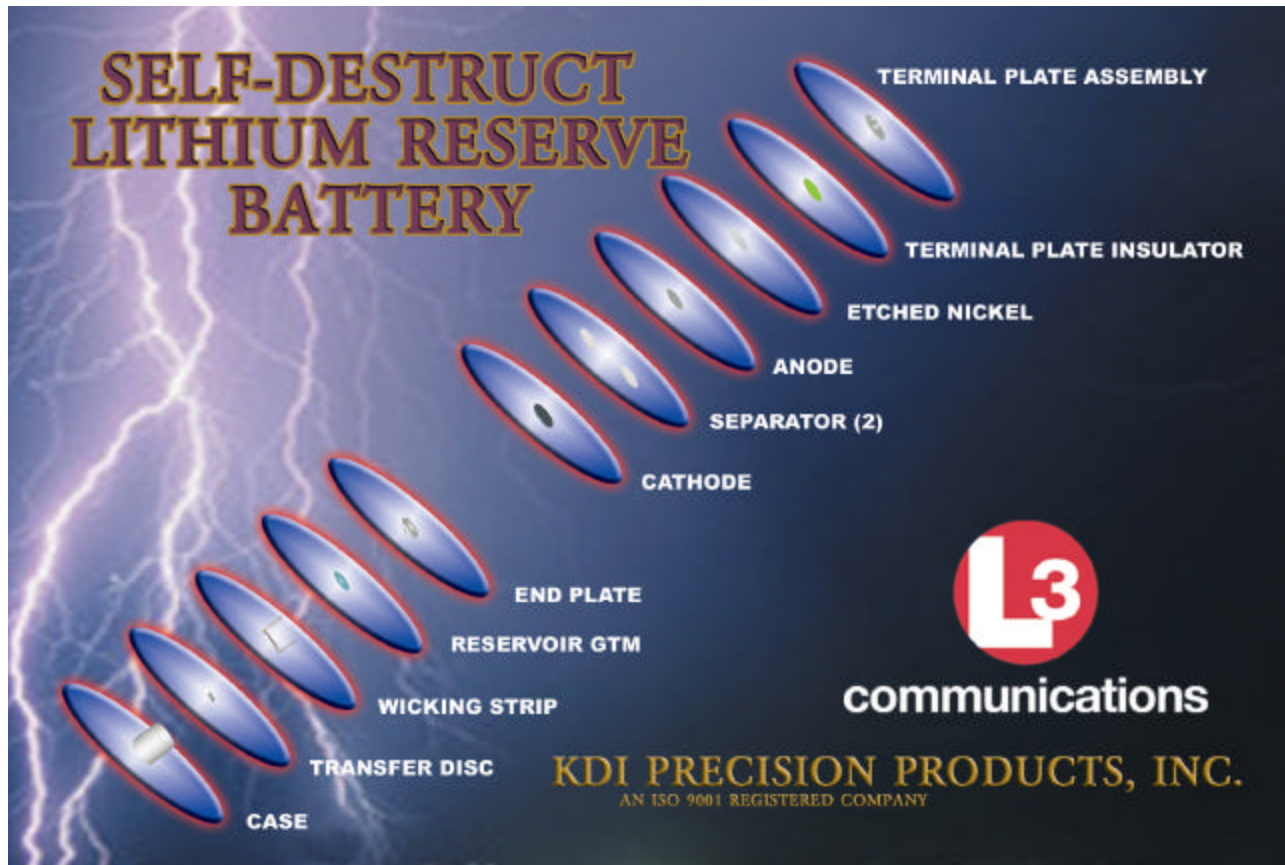 SELF-DESTRUCT
LITHIUM RESERVE
BATTERY
TERMINAL PLATE ASSEMBLY
TERMINAL PLATE INSULATOR
ETCHED NICKEL
ANODE
SEPARATOR (2)
CATHODE
END PLATE
RESERVOIR GTM
WICKING STRIP
TRANSFER DISC
CASE
L3
communications
KDI PRECISION PRODUCTS, INC.
AN ISO 9001 REGISTERED COMPANY